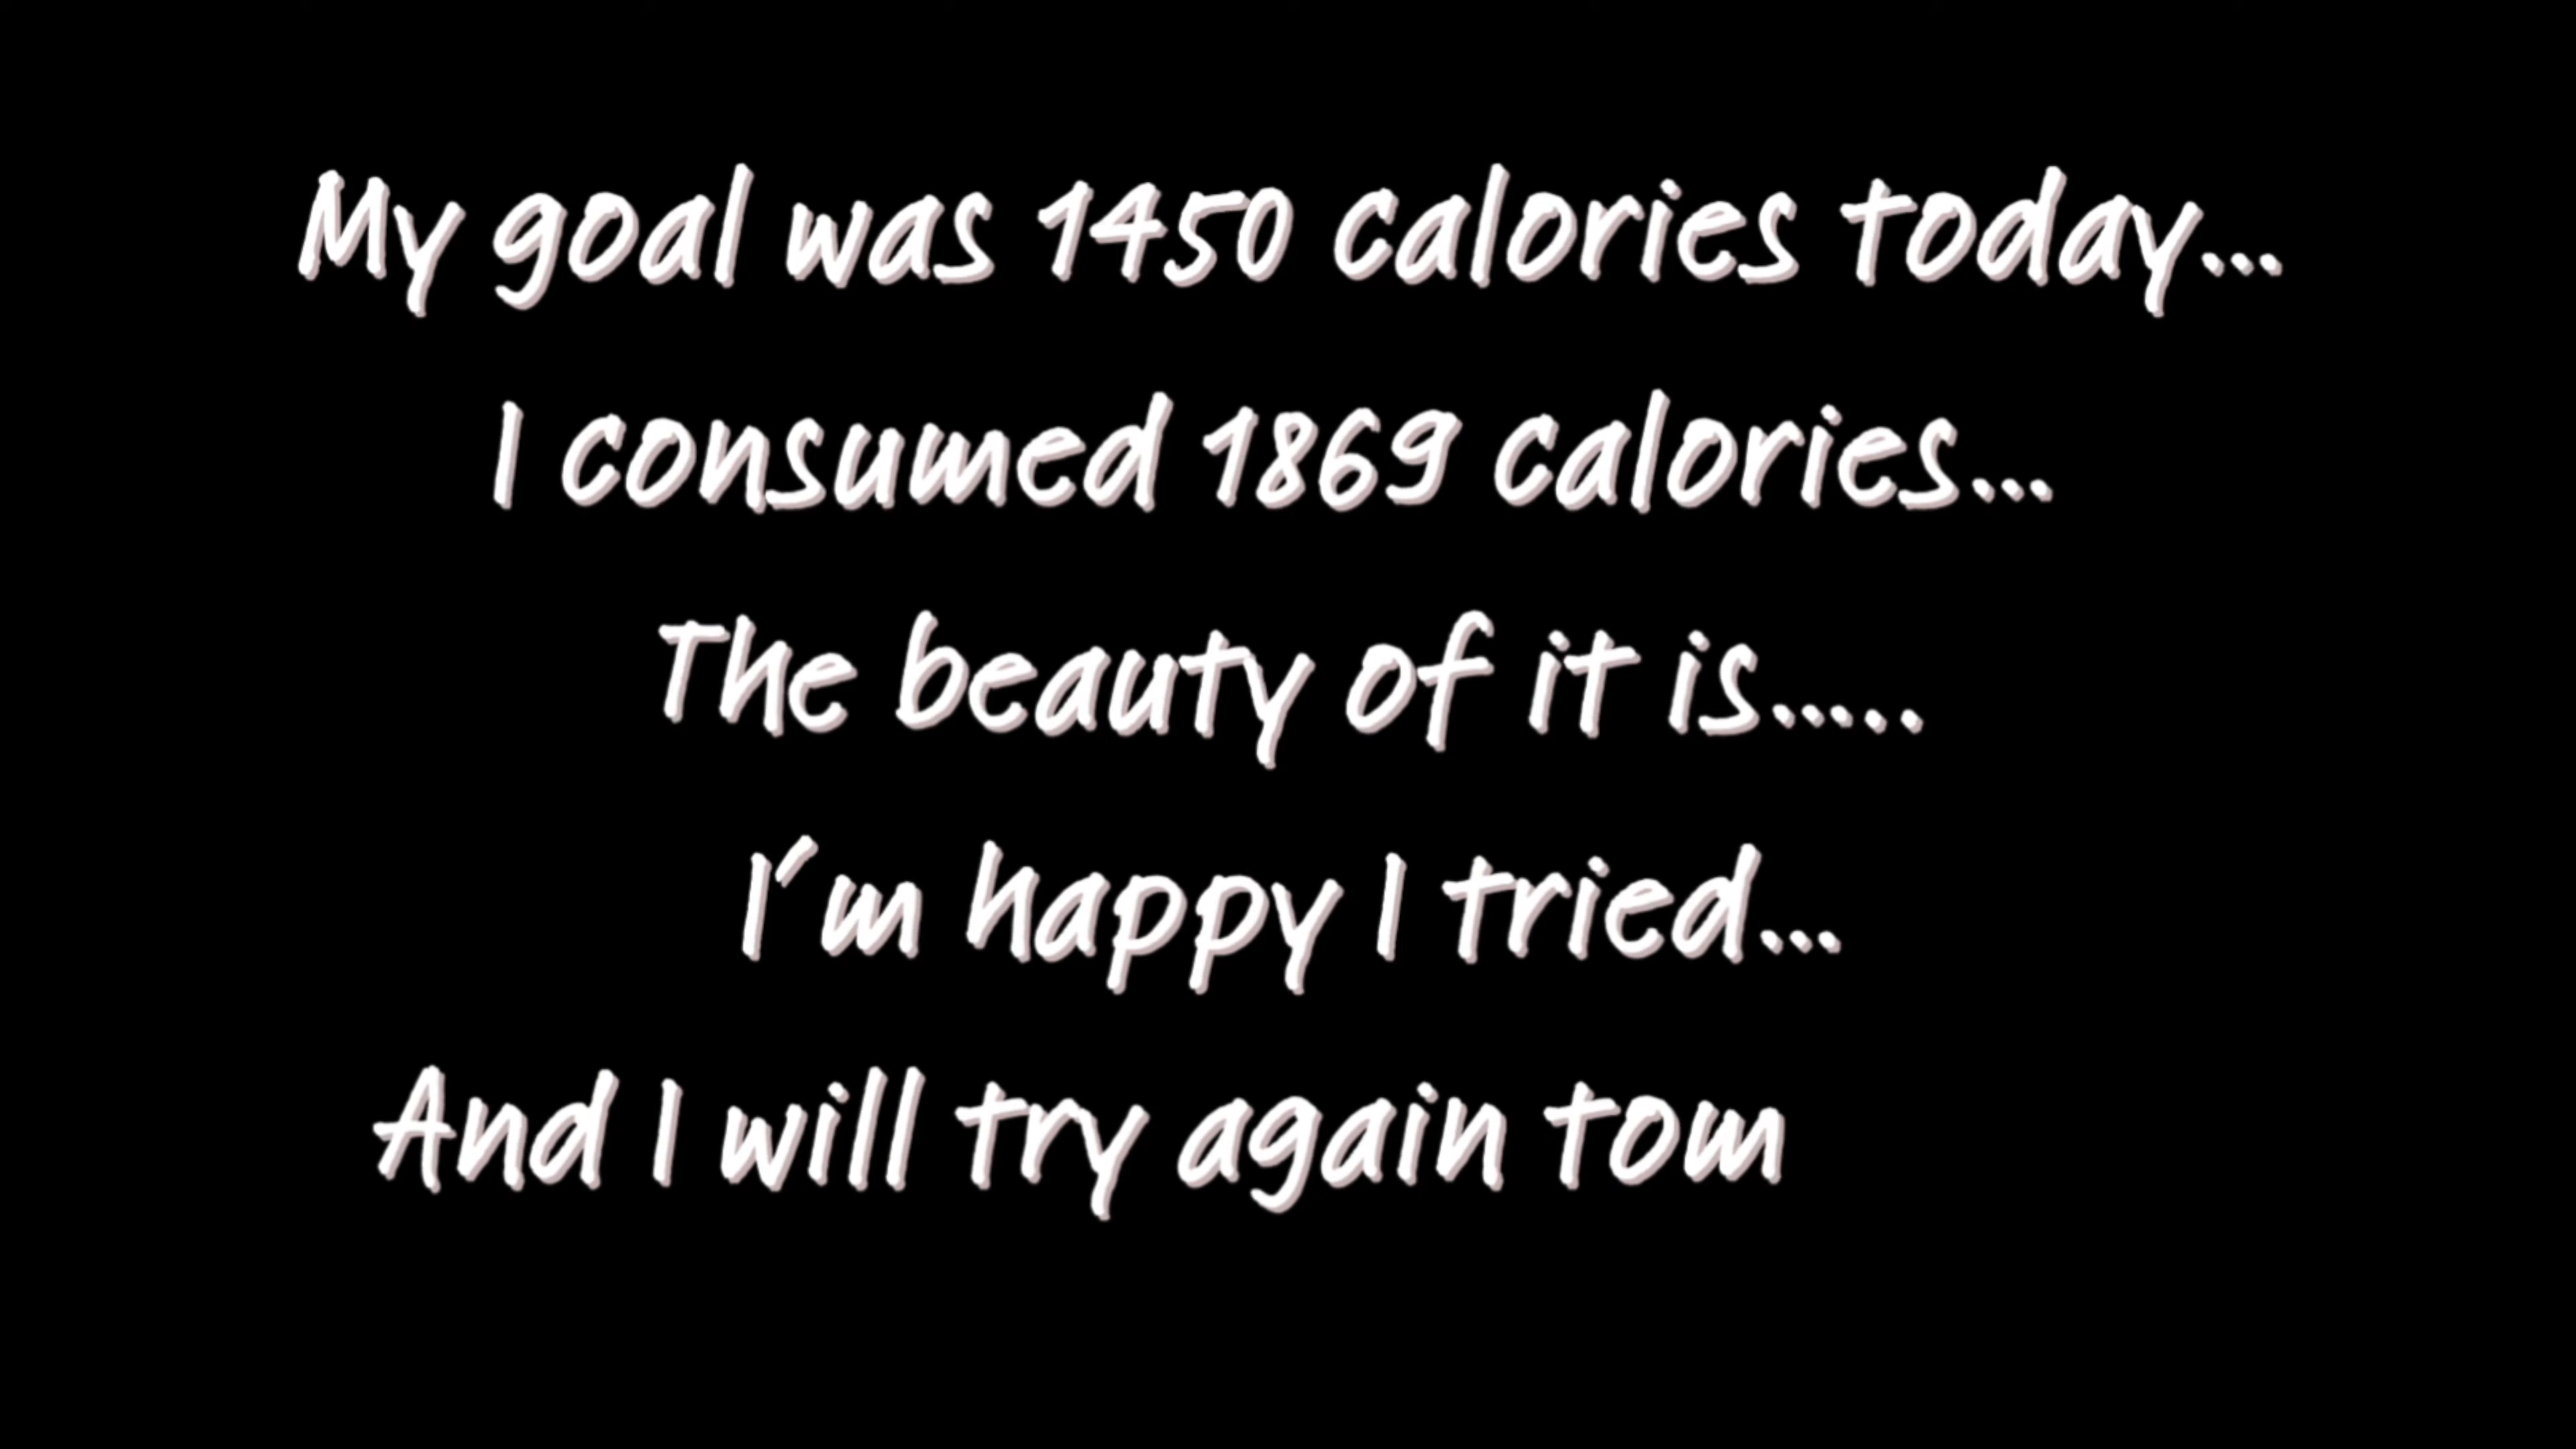 My goal was 1450 calories today...
I consumed 1869 calories...
The beauty of it is.....
I'm happy I tried...
And I will try again tom